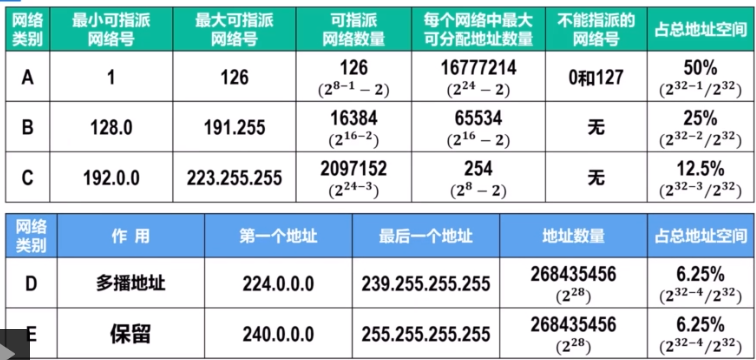 网络类别 最小可指派网络号 最大可指派网络号 可指派网络数量 每个网络中最大可分配地址数量 不能指派的网络号 占总地址空间
A 1 126 126 (2^{8-1} − 2) 16777214 (2^{24} − 2) 0和127 50% (2^{32-1}/2^{32})
B 128.0 191.255 16384 (2^{16-2}) 65534 (2^{16} − 2) 无 25% (2^{32-2}/2^{32})
C 192.0.0 223.255.255 2097152 (2^{24-3}) 254 (2^{8} − 2) 无 12.5% (2^{32-3}/2^{32})
网络类别 作 用 第一个地址 最后一个地址 地址数量 占总地址空间
D 多播地址 224.0.0.0 239.255.255.255 268435456 (2^{28}) 6.25% (2^{32-4}/2^{32})
E 保留 240.0.0.0 255.255.255.255 268435456 (2^{28}) 6.25% (2^{32-4}/2^{32})